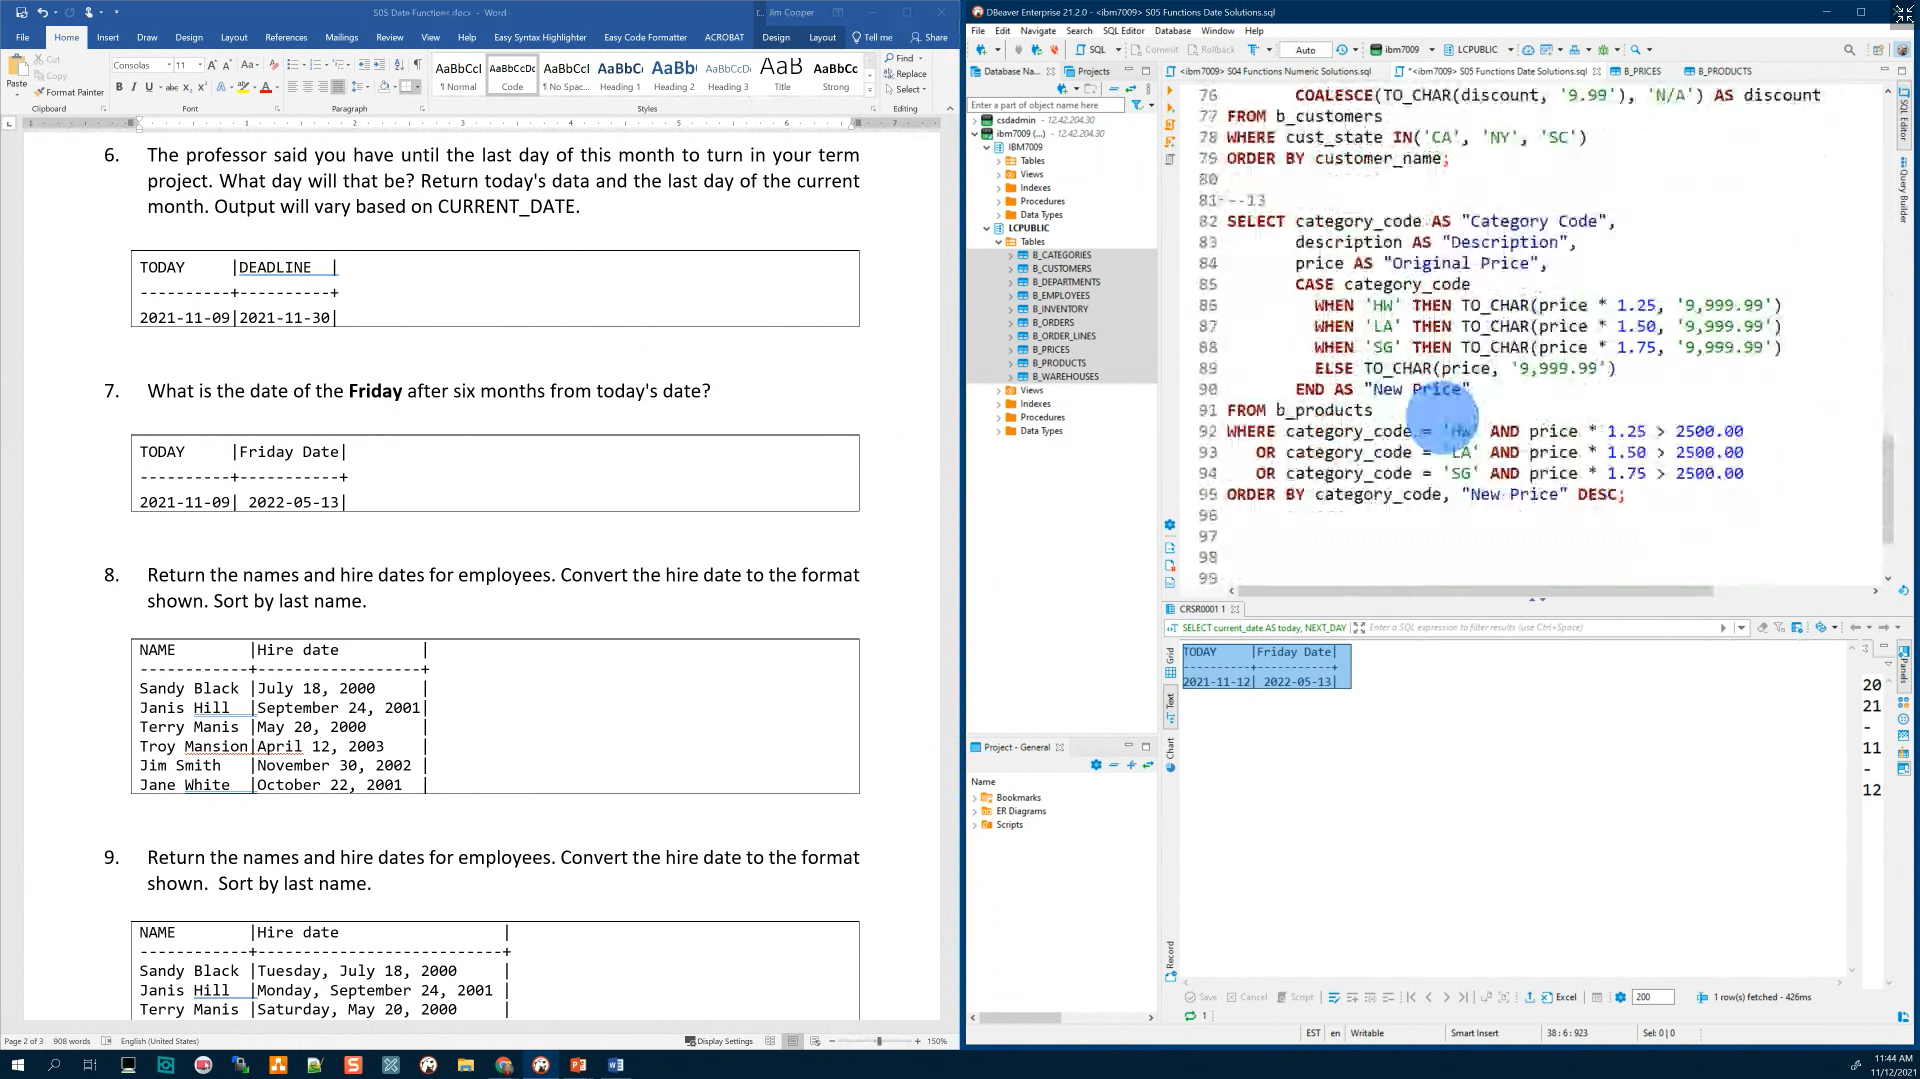 S05 Date Functions.docx - Word
Jim Cooper
File Home Insert Draw Design Layout References Mailings Review View Help Easy Syntax Highlighter Easy Code Formatter ACROBAT Design Layout Tell me Share
Cut
Copy
Paste
Format Painter
Clipboard
Consolas 11
Font
Paragraph
AaBbCcI AaBbCcDc AaBbCcI AaBbC AaBb AaBbCcD AaB AaBbCc
¶ Normal Code ¶ No Spac... Heading 1 Heading 2 Heading 3 Title Strong
Styles
Find
Replace
Select
Editing
6. The professor said you have until the last day of this month to turn in your term
project. What day will that be? Return today's data and the last day of the current
month. Output will vary based on CURRENT_DATE.
TODAY |DEADLINE |
----------+----------+
2021-11-09|2021-11-30|
7. What is the date of the Friday after six months from today's date?
TODAY |Friday Date|
----------+-----------+
2021-11-09| 2022-05-13|
8. Return the names and hire dates for employees. Convert the hire date to the format
shown. Sort by last name.
NAME |Hire date |
------------+------------------+
Sandy Black |July 18, 2000 |
Janis Hill |September 24, 2001|
Terry Manis |May 20, 2000 |
Troy Mansion|April 12, 2003 |
Jim Smith |November 30, 2002 |
Jane White |October 22, 2001 |
9. Return the names and hire dates for employees. Convert the hire date to the format
shown. Sort by last name.
NAME |Hire date |
------------+--------------------------+
Sandy Black |Tuesday, July 18, 2000 |
Janis Hill |Monday, September 24, 2001 |
Terry Manis |Saturday, May 20, 2000 |
Page 2 of 3 908 words English (United States) Display Settings 150%
DBeaver Enterprise 21.2.0 - <ibm7009> S05 Functions Date Solutions.sql
File Edit Navigate Search SQL Editor Database Window Help
SQL Commit Rollback Auto ibm7009 LCPUBLIC
Database Na... Projects
Enter a part of object name here
csdadmin - 12.42.204.30
ibm7009 (...) - 12.42.204.30
IBM7009
Tables
Views
Indexes
Procedures
Data Types
LCPUBLIC
Tables
B_CATEGORIES
B_CUSTOMERS
B_DEPARTMENTS
B_EMPLOYEES
B_INVENTORY
B_ORDERS
B_ORDER_LINES
B_PRICES
B_PRODUCTS
B_WAREHOUSES
Views
Indexes
Procedures
Data Types
Project - General
Name
Bookmarks
ER Diagrams
Scripts
<ibm7009> S04 Functions Numeric Solutions.sql *<ibm7009> S05 Functions Date Solutions.sql B_PRICES B_PRODUCTS
76 COALESCE(TO_CHAR(discount, '9.99'), 'N/A') AS discount
77 FROM b_customers
78 WHERE cust_state IN('CA', 'NY', 'SC')
79 ORDER BY customer_name;
80
81 --13
82 SELECT category_code AS "Category Code",
83 description AS "Description",
84 price AS "Original Price",
85 CASE category_code
86 WHEN 'HW' THEN TO_CHAR(price * 1.25, '9,999.99')
87 WHEN 'LA' THEN TO_CHAR(price * 1.50, '9,999.99')
88 WHEN 'SG' THEN TO_CHAR(price * 1.75, '9,999.99')
89 ELSE TO_CHAR(price, '9,999.99')
90 END AS "New Price"
91 FROM b_products
92 WHERE category_code = 'HW' AND price * 1.25 > 2500.00
93 OR category_code = 'LA' AND price * 1.50 > 2500.00
94 OR category_code = 'SG' AND price * 1.75 > 2500.00
95 ORDER BY category_code, "New Price" DESC;
96
97
98
99
SQL Editor
Query Builder
CRSR0001 1
SELECT current_date AS today, NEXT_DAY Enter a SQL expression to filter results (use Ctrl+Space)
Grid
Text
Chart
Record
TODAY |Friday Date|
----------+-----------+
2021-11-12| 2022-05-13|
Panels
20
21
-
11
-
12
Save Cancel Script Excel 200 1 row(s) fetched - 426ms
1
EST en Writable Smart Insert 38 : 6 : 923 Sel: 0 | 0
11:44 AM
11/12/2021